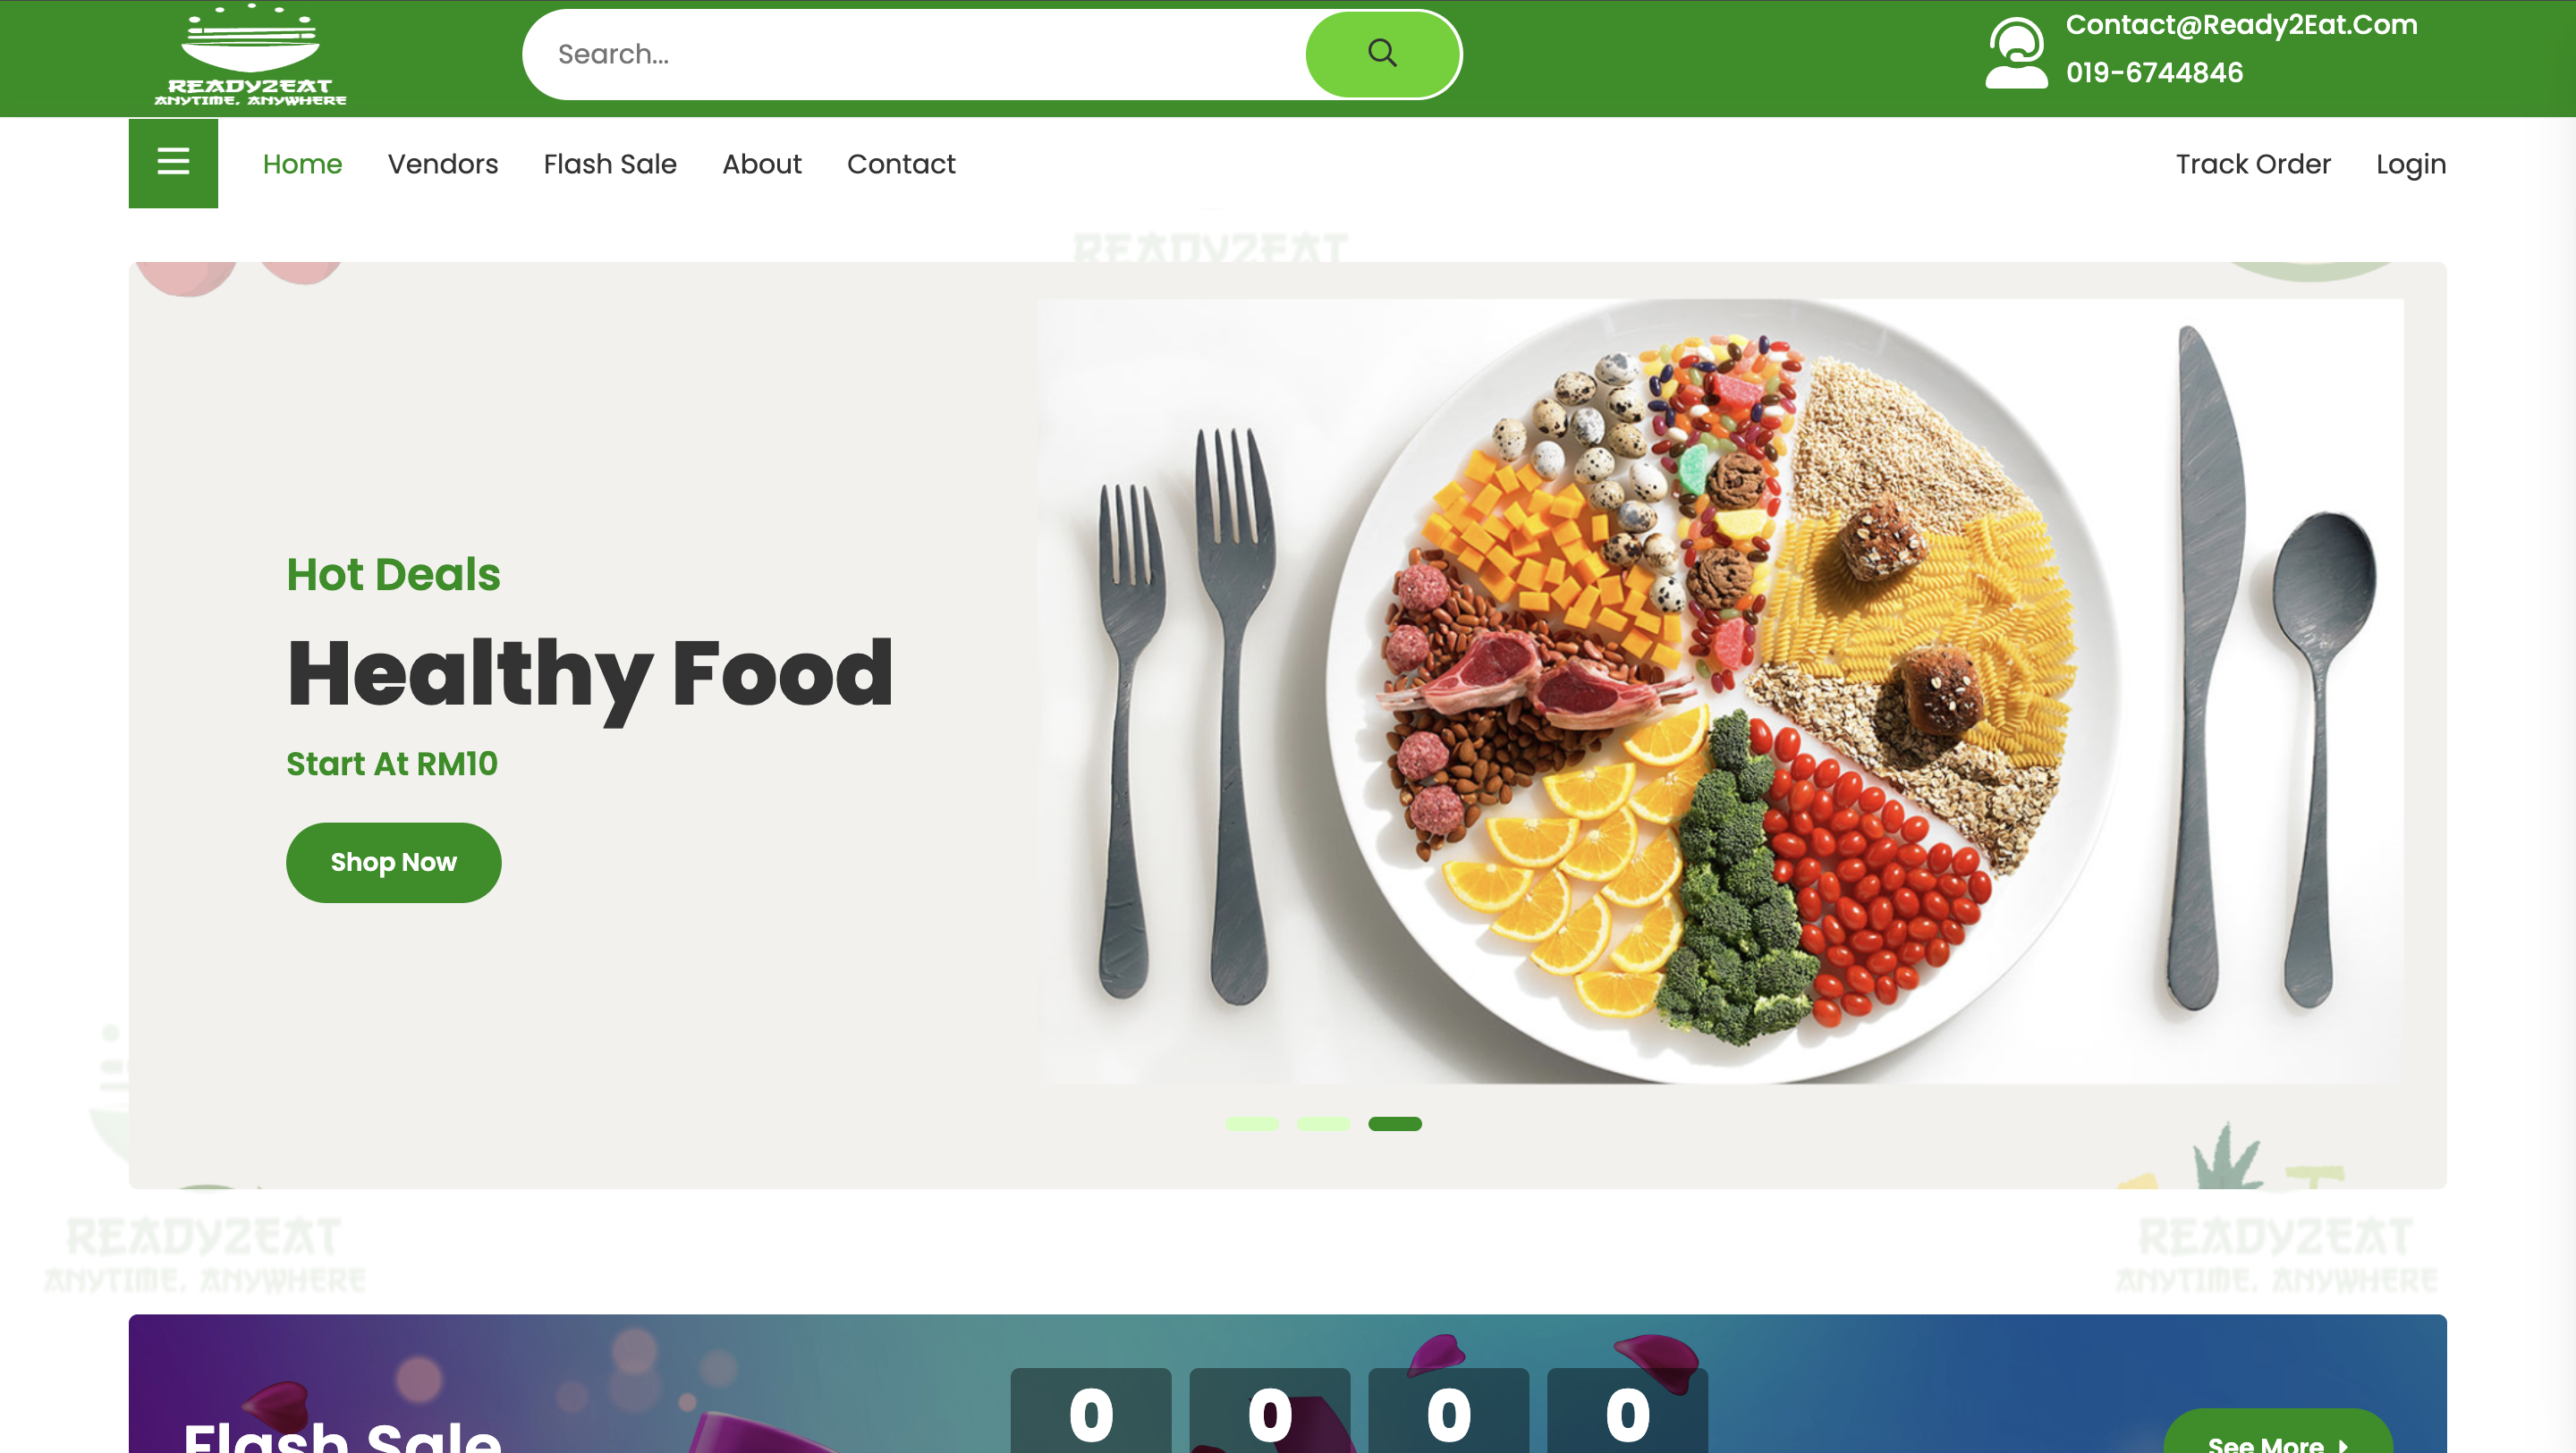 READY2EAT
ANYTIME, ANYWHERE
Search...
Contact@Ready2Eat.Com
019-6744846
Home
Vendors
Flash Sale
About
Contact
Track Order
Login
READY2EAT
Hot Deals
Healthy Food
Start At RM10
Shop Now
READY2EAT
ANYTIME, ANYWHERE
READY2EAT
ANYTIME, ANYWHERE
Flash Sale
0
0
0
0
See More